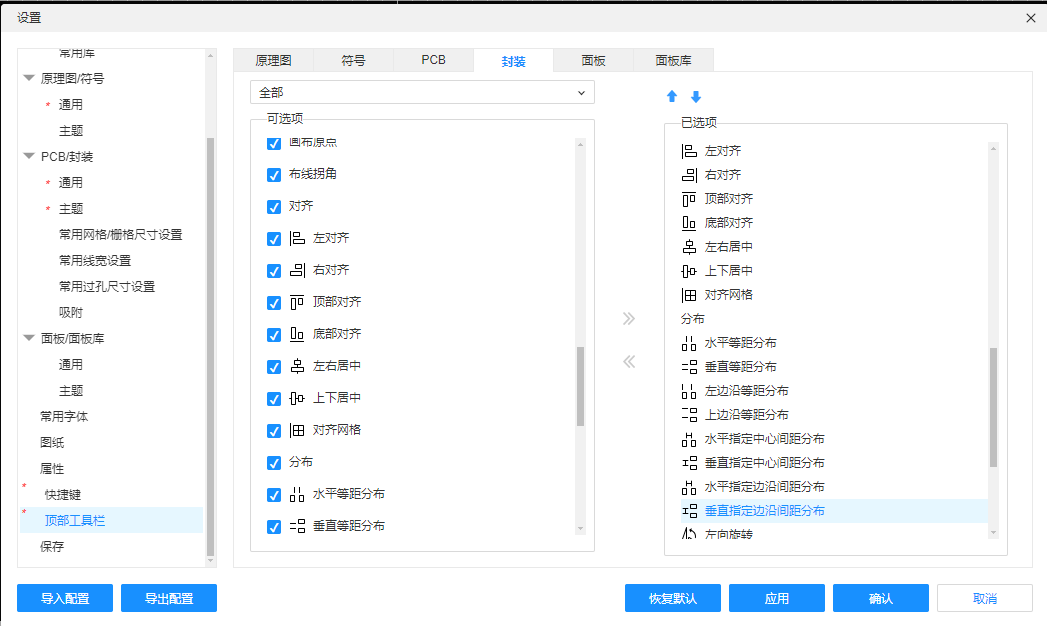 设置
常用库
原理图/符号
* 通用
主题
PCB/封装
* 通用
* 主题
常用网格/栅格尺寸设置
常用线宽设置
常用过孔尺寸设置
吸附
面板/面板库
通用
主题
常用字体
图纸
属性
* 快捷键
* 顶部工具栏
保存
原理图 符号 PCB 封装 面板 面板库
全部
可选项
画布原点
布线拐角
对齐
左对齐
右对齐
顶部对齐
底部对齐
左右居中
上下居中
对齐网格
分布
水平等距分布
垂直等距分布
已选项
左对齐
右对齐
顶部对齐
底部对齐
左右居中
上下居中
对齐网格
分布
水平等距分布
垂直等距分布
左边沿等距分布
上边沿等距分布
水平指定中心间距分布
垂直指定中心间距分布
水平指定边沿间距分布
垂直指定边沿间距分布
左向旋转
导入配置 导出配置 恢复默认 应用 确认 取消